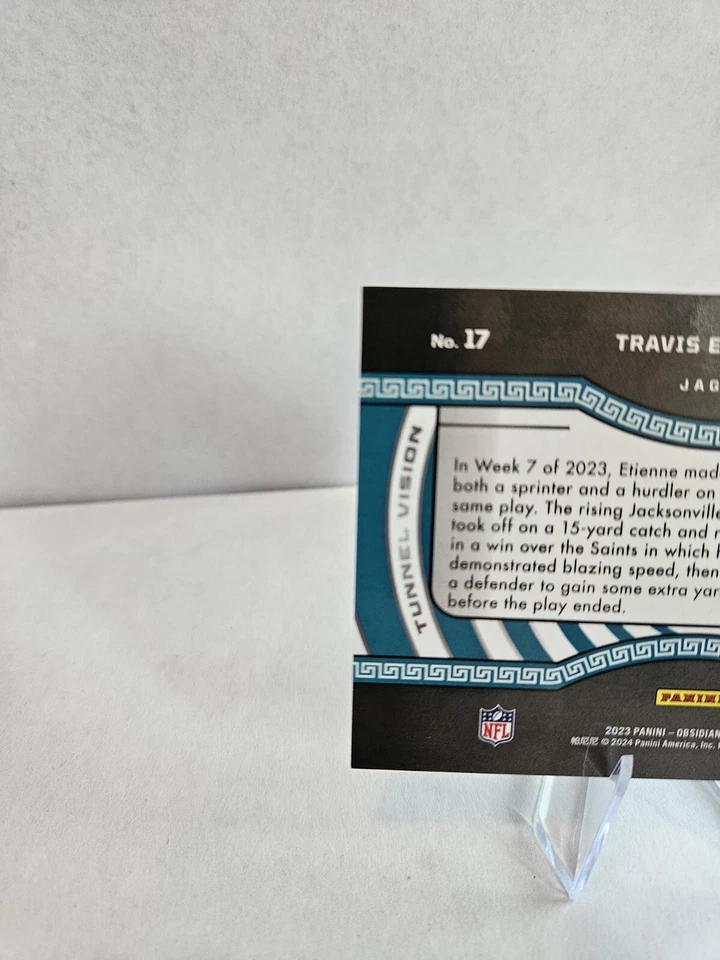 No. 17
TRAVIS E
JAG
TUNNEL VISION
In Week 7 of 2023, Etienne mad
both a sprinter and a hurdler on
same play. The rising Jacksonville
took off on a 15-yard catch and r
in a win over the Saints in which h
demonstrated blazing speed, then
a defender to gain some extra yar
before the play ended.
PANINI
NFL
2023 PANINI – OBSIDIAN
帕尼尼 © 2024 Panini America, Inc.